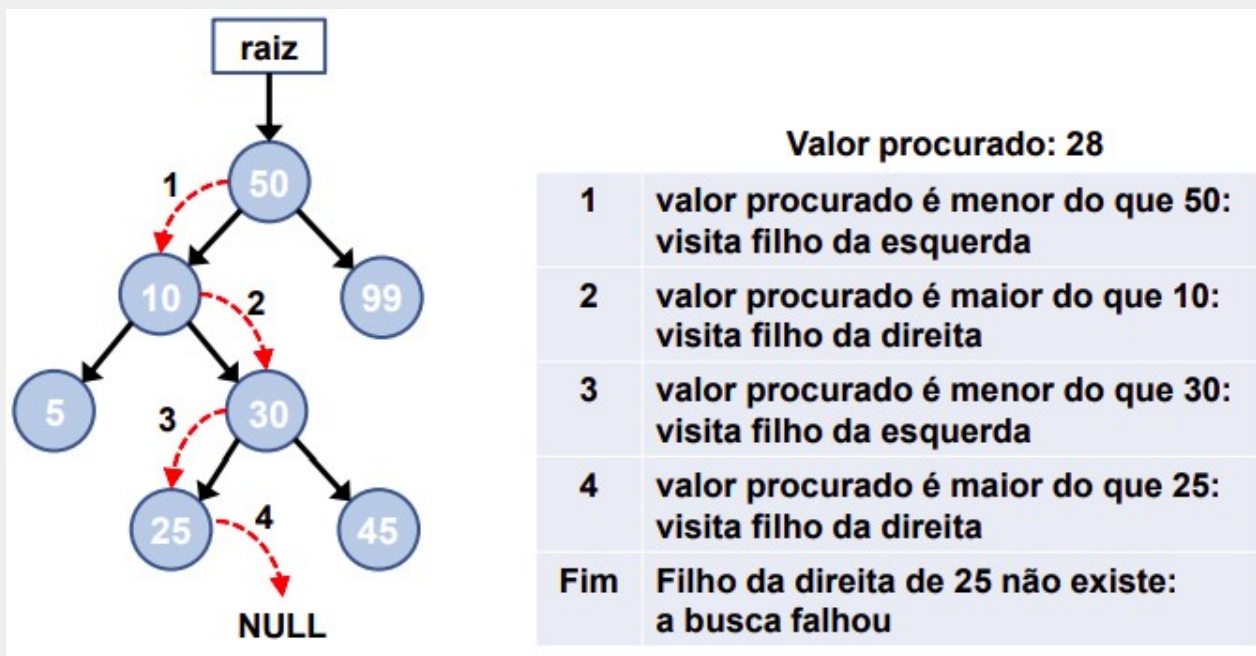 raiz
50
1
10
2
99
5
3
30
25
4
45
NULL
Valor procurado: 28
1 valor procurado é menor do que 50:
visita filho da esquerda
2 valor procurado é maior do que 10:
visita filho da direita
3 valor procurado é menor do que 30:
visita filho da esquerda
4 valor procurado é maior do que 25:
visita filho da direita
Fim Filho da direita de 25 não existe:
a busca falhou